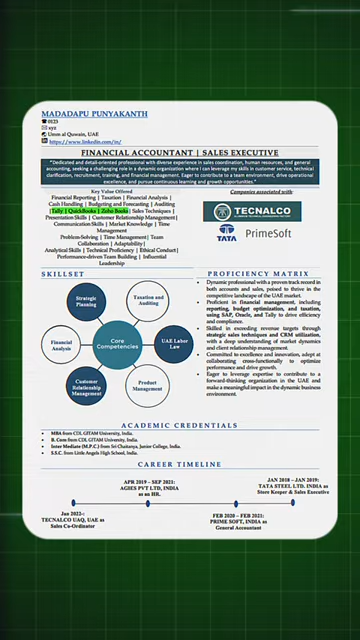 MADADAPU PUNYAKANTH
0123
xyz
Umm al Quwain, UAE
https://www.linkedin.com/in/
FINANCIAL ACCOUNTANT | SALES EXECUTIVE
"Dedicated and detail-oriented professional with diverse experience in sales coordination, human resources, and general
accounting, seeking a challenging role in a dynamic organization where I can leverage my skills in customer service, technical
clarification, recruitment, training, and financial management. Eager to contribute to a team environment, drive operational
excellence, and pursue continuous learning and growth opportunities."
Key Value Offered
Financial Reporting | Taxation | Financial Analysis |
Cash Handling | Budgeting and Forecasting | Auditing
|Tally | QuickBooks | Zoho Books | Sales Techniques |
Presentation Skills | Customer Relationship Management|
Communication Skills | Market Knowledge | Time
Management
Problem-Solving | Time Management| Team
Collaboration | Adaptability|
Analytical Skills | Technical Proficiency | Ethical Conduct|
Performance-driven Team Building | Influential
Leadership
Companies associated with:
TECNALCO
TATA
PrimeSoft
SKILLSET
Strategic
Planning
Taxation and
Auditing
Financial
Analysis
Core
Competencies
UAE Labor
Law
Customer
Relationship
Management
Product
Management
PROFICIENCY MATRIX
• Dynamic professional with a proven track record in
both accounts and sales, poised to thrive in the
competitive landscape of the UAE market.
• Proficient in financial management, including
reporting, budget optimization, and taxation,
using SAP, Oracle, and Tally to drive efficiency
and compliance.
• Skilled in exceeding revenue targets through
strategic sales techniques and CRM utilization,
with a deep understanding of market dynamics
and client relationship management.
• Committed to excellence and innovation, adept at
collaborating cross-functionally to optimize
performance and drive growth.
• Eager to leverage expertise to contribute to a
forward-thinking organization in the UAE and
make a meaningful impact in the dynamic business
environment.
ACADEMIC CREDENTIALS
• MBA from CDL GITAM University, India.
• B. Com from CDL GITAM University, India.
• Inter Mediate (M.P.C) from Sri Chaitanya, Junior College, India.
• S.S.C. from Little Angels High School, India.
CAREER TIMELINE
APR 2019 – SEP 2021:
AGIES PVT LTD, INDIA
as an HR.
JAN 2018 – JAN 2019:
TATA STEEL LTD. INDIA as
Store Keeper & Sales Executive
Jan 2022-:
TECNALCO UAQ, UAE as
Sales Co-Ordinator
FEB 2020 – FEB 2021:
PRIME SOFT, INDIA as
General Accountant